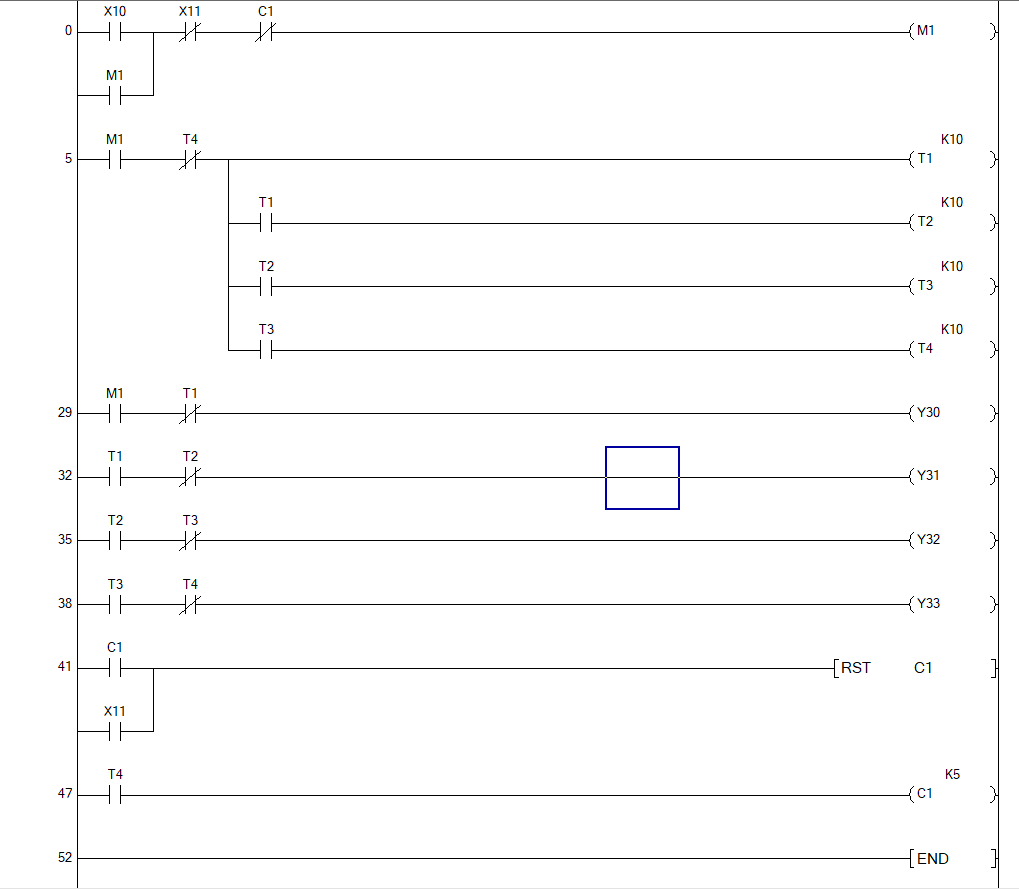 X10 X11 C1
0 M1
M1
M1 T4 K10
5 T1
T1 K10
T2
T2 K10
T3
T3 K10
T4
M1 T1
29 Y30
T1 T2
32 Y31
T2 T3
35 Y32
T3 T4
38 Y33
C1
41 RST C1
X11
T4 K5
47 C1
52 END